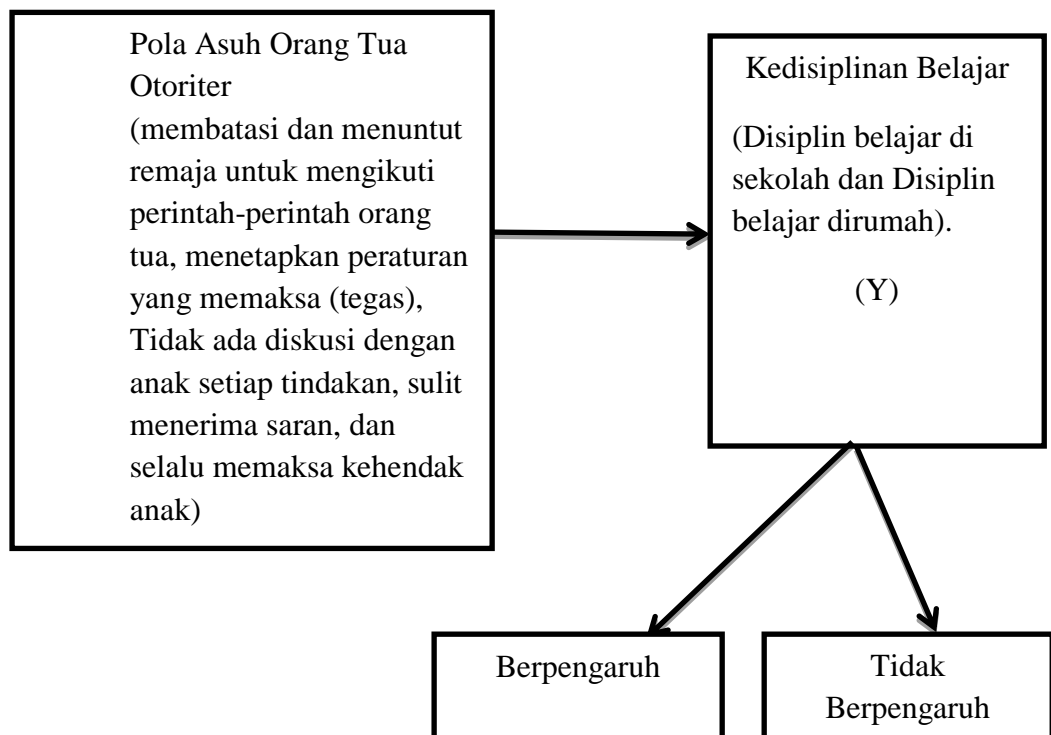 Pola Asuh Orang Tua
Otoriter
(membatasi dan menuntut
remaja untuk mengikuti
perintah-perintah orang
tua, menetapkan peraturan
yang memaksa (tegas),
Tidak ada diskusi dengan
anak setiap tindakan, sulit
menerima saran, dan
selalu memaksa kehendak
anak)
Kedisiplinan Belajar
(Disiplin belajar di
sekolah dan Disiplin
belajar dirumah).
(Y)
Berpengaruh
Tidak
Berpengaruh